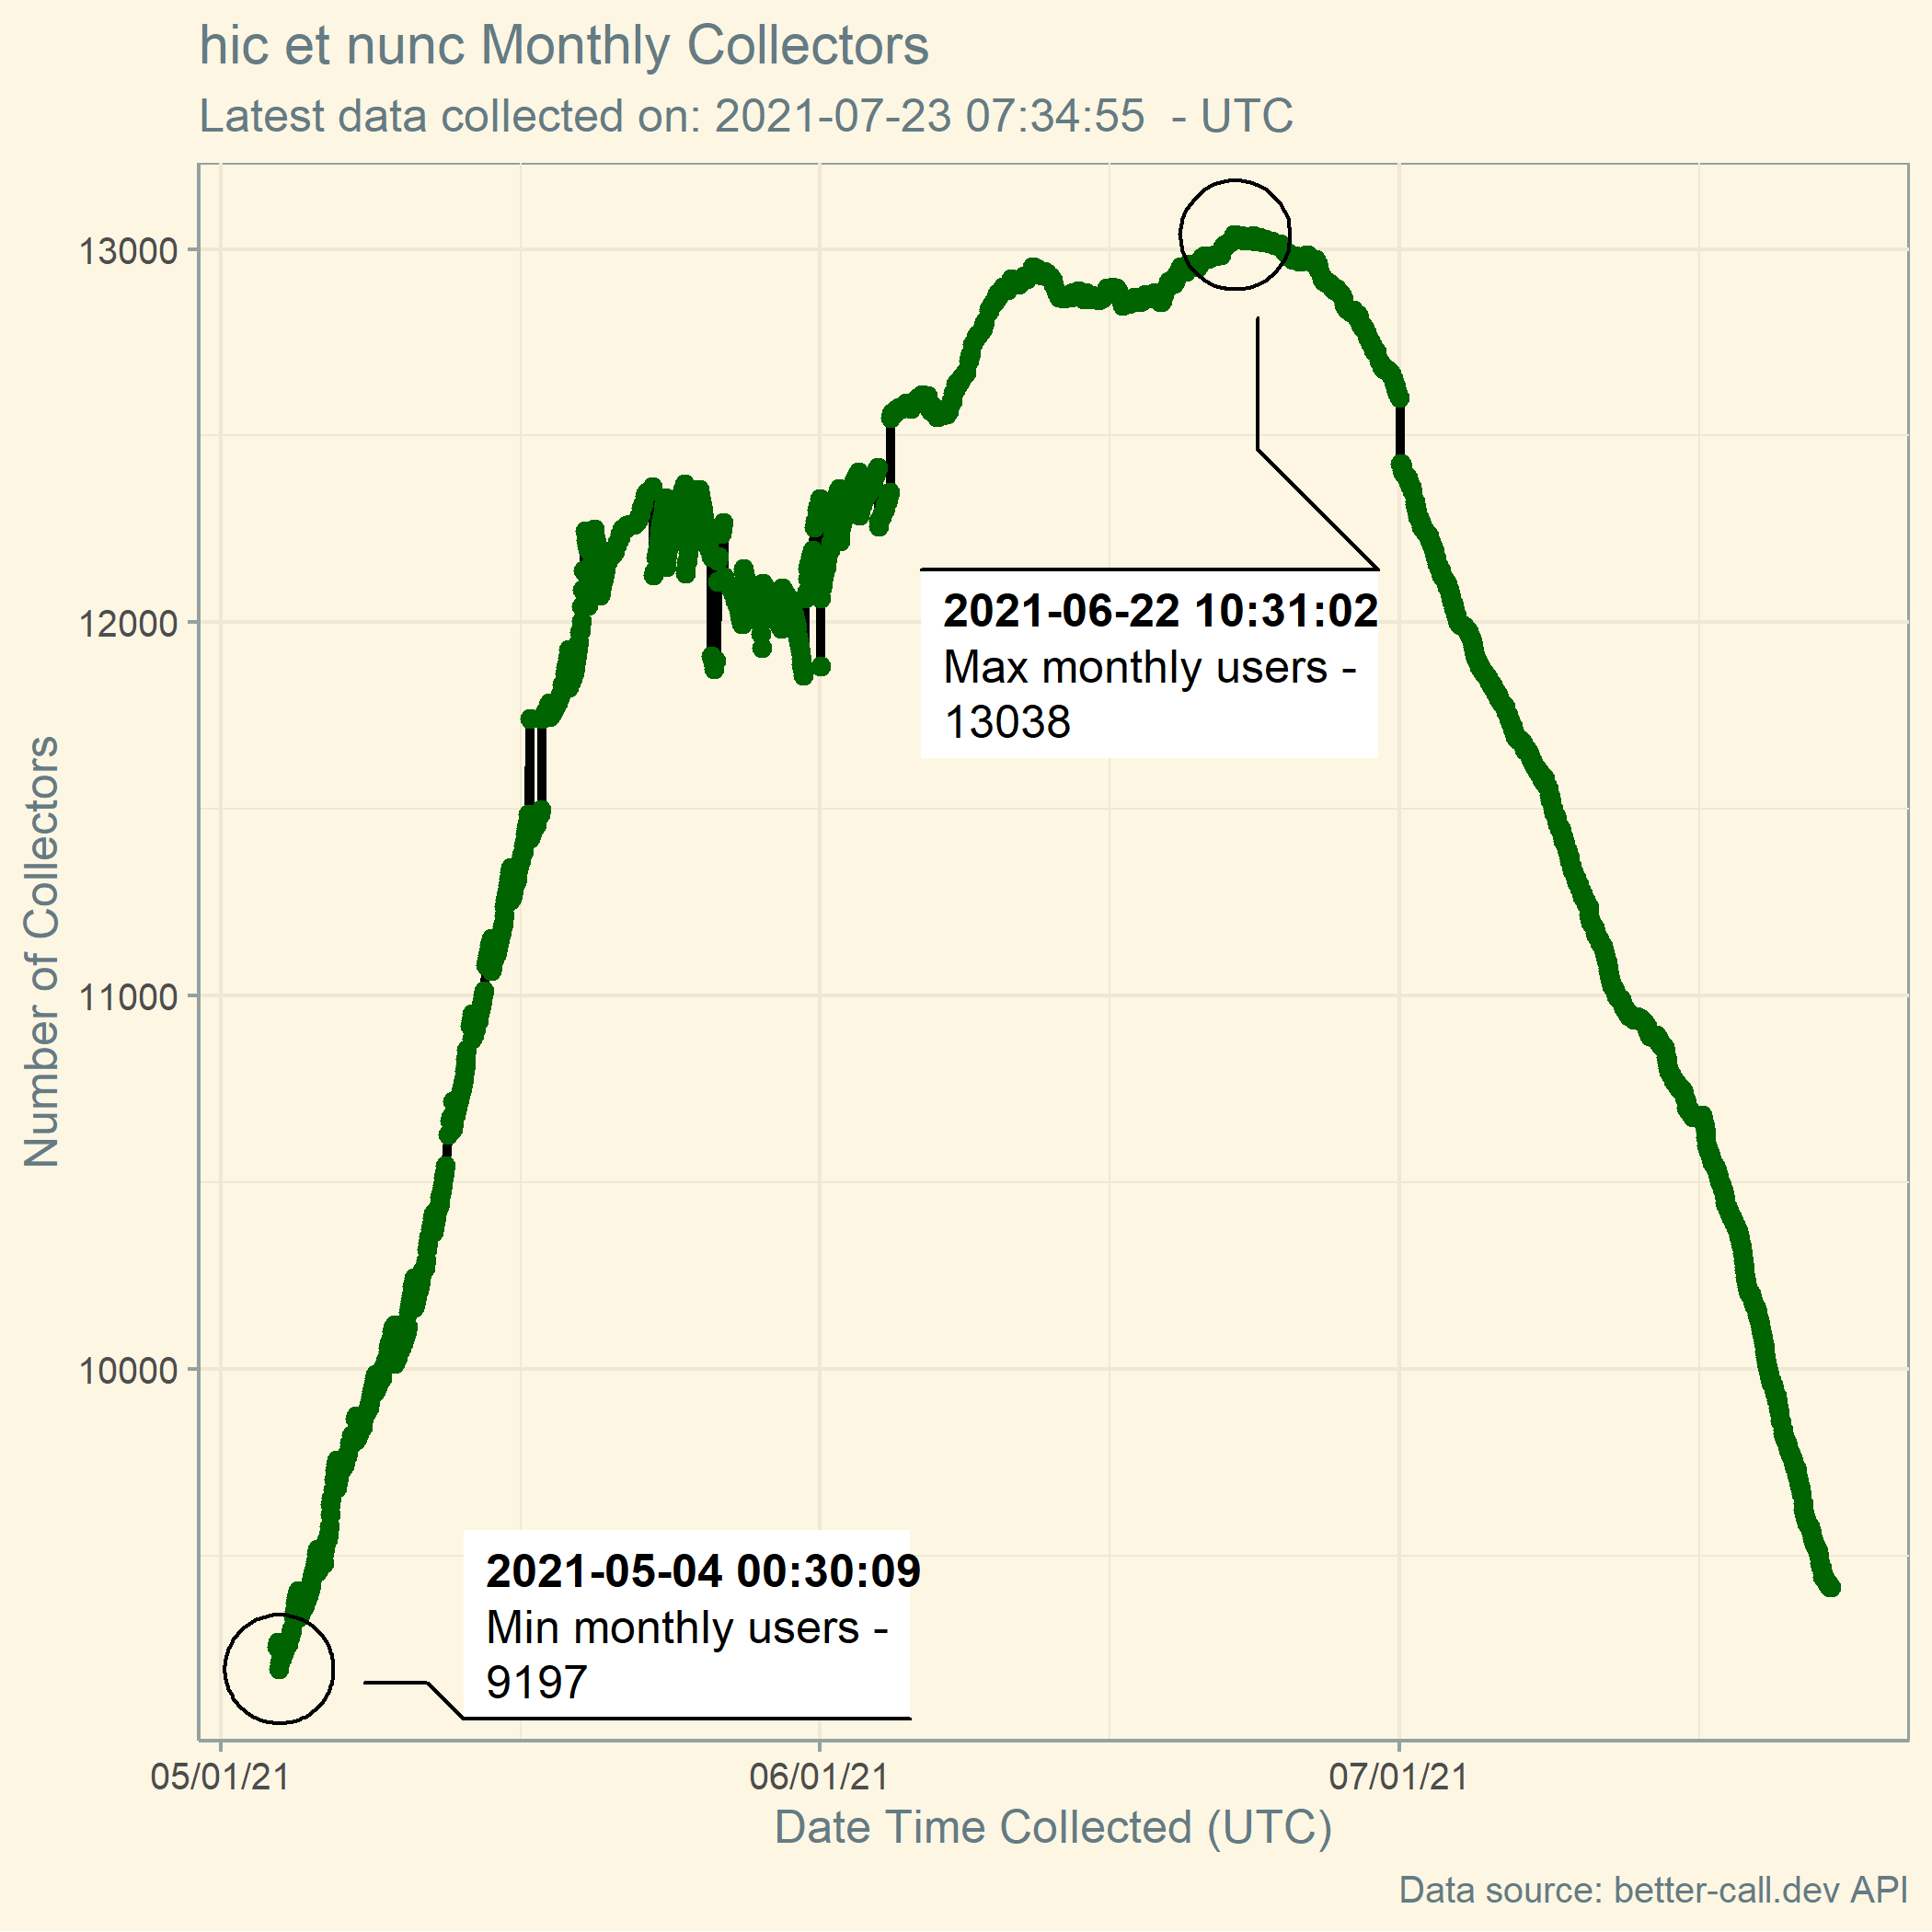 hic et nunc Monthly Collectors
Latest data collected on: 2021-07-23 07:34:55  - UTC
13000
12000
11000
10000
Number of Collectors
2021-06-22 10:31:02
Max monthly users -
13038
2021-05-04 00:30:09
Min monthly users -
9197
05/01/21
06/01/21
07/01/21
Date Time Collected (UTC)
Data source: better-call.dev API